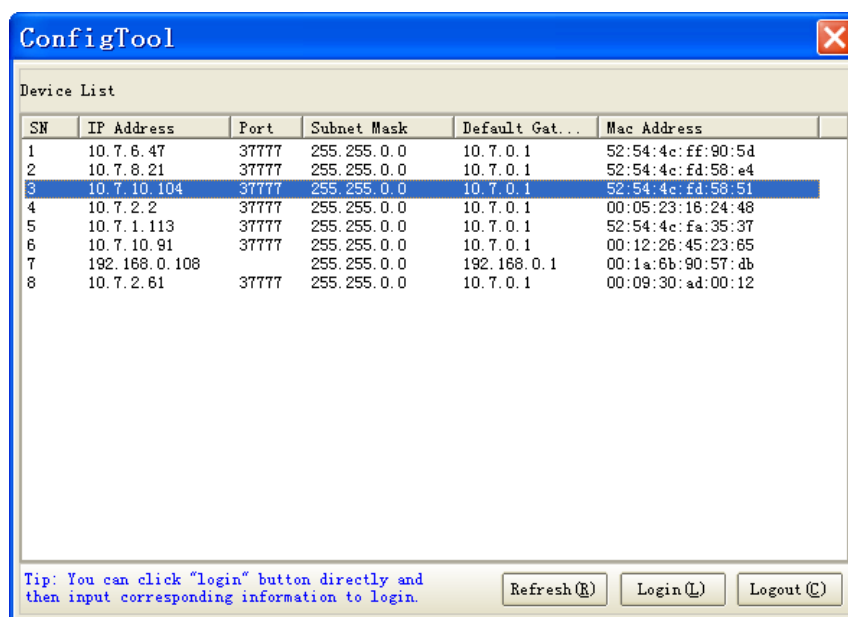 ConfigTool
Device List
SN IP Address Port Subnet Mask Default Gat... Mac Address
1 10.7.6.47 37777 255.255.0.0 10.7.0.1 52:54:4c:ff:90:5d
2 10.7.8.21 37777 255.255.0.0 10.7.0.1 52:54:4c:fd:58:e4
3 10.7.10.104 37777 255.255.0.0 10.7.0.1 52:54:4c:fd:58:51
4 10.7.2.2 37777 255.255.0.0 10.7.0.1 00:05:23:16:24:48
5 10.7.1.113 37777 255.255.0.0 10.7.0.1 52:54:4c:fa:35:37
6 10.7.10.91 37777 255.255.0.0 10.7.0.1 00:12:26:45:23:65
7 192.168.0.108 255.255.0.0 192.168.0.1 00:1a:6b:90:57:db
8 10.7.2.61 37777 255.255.0.0 10.7.0.1 00:09:30:ad:00:12
Tip: You can click "login" button directly and
then input corresponding information to login.
Refresh(R) Login(L) Logout(C)